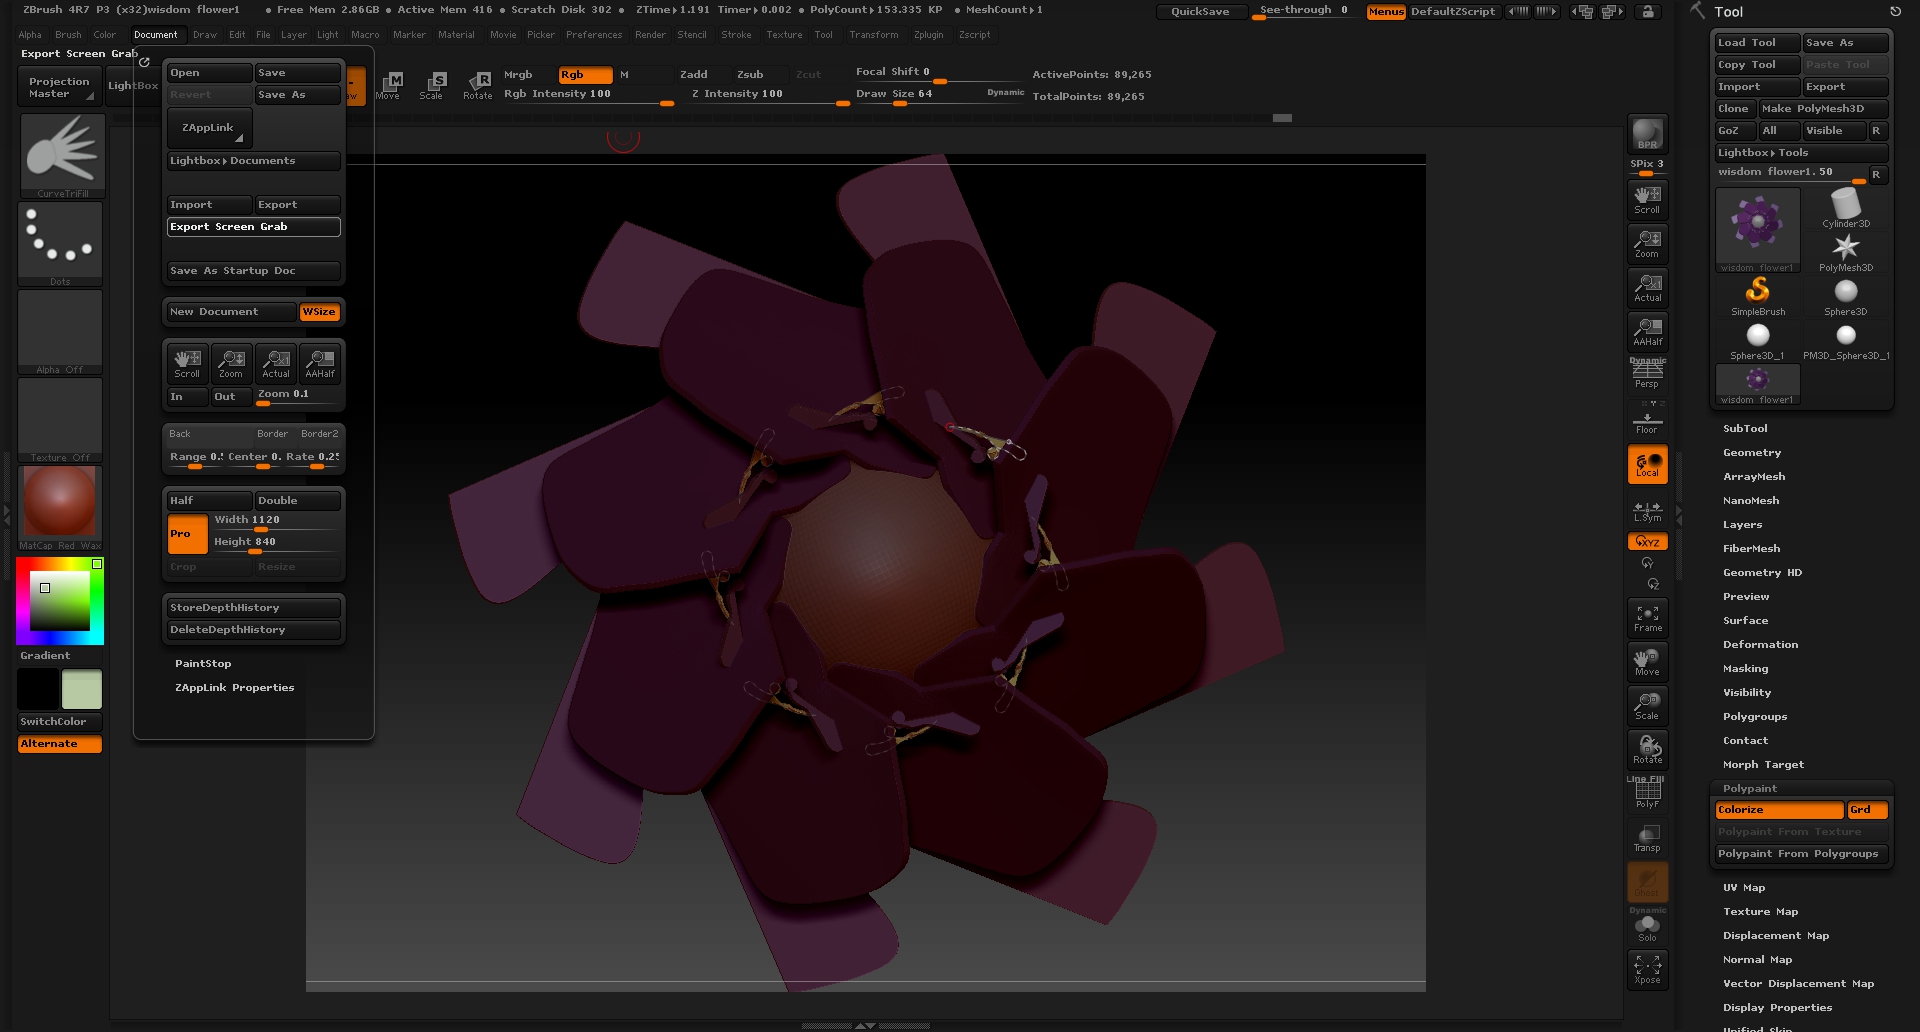 ZBrush 4R7 P3 (x32)wisdom flower1 • Free Mem 2.86GB • Active Mem 416 • Scratch Disk 302 • ZTime▸1.191 Timer▸0.002 • PolyCount▸153.335 KP • MeshCount▸1
QuickSave See-through 0 Menus DefaultZScript
Alpha Brush Color Document Draw Edit File Layer Light Macro Marker Material Movie Picker Preferences Render Stencil Stroke Texture Tool Transform Zplugin Zscript
Export Screen Grab
Projection Master
LightBox
Move
Scale
Rotate
Mrgb Rgb M Zadd Zsub Zcut
Rgb Intensity 100 Z Intensity 100
Focal Shift 0
Draw Size 64 Dynamic
ActivePoints: 89,265
TotalPoints: 89,265
CurveTriFill
Dots
Alpha Off
Texture Off
MatCap Red Wax
Gradient
SwitchColor
Alternate
Open Save
Revert Save As
ZAppLink
Lightbox▸Documents
Import Export
Export Screen Grab
Save As Startup Doc
New Document WSize
Scroll Zoom Actual AAHalf
In Out Zoom 0.1
Back Border Border2
Range 0. Center 0. Rate 0.25
Half Double
Pro
Width 1120
Height 840
Crop Resize
StoreDepthHistory
DeleteDepthHistory
PaintStop
ZAppLink Properties
BPR
SPix 3
Scroll
Zoom
Actual
AAHalf
Dynamic
Persp
Floor
Local
L.Sym
XYZ
Frame
Move
Scale
Rotate
Line Fill
PolyF
Transp
Ghost
Dynamic
Solo
Xpose
Tool
Load Tool Save As
Copy Tool Paste Tool
Import Export
Clone Make PolyMesh3D
GoZ All Visible R
Lightbox▸Tools
wisdom flower1. 50 R
wisdom flower1
Cylinder3D
PolyMesh3D
SimpleBrush
Sphere3D
Sphere3D_1
PM3D_Sphere3D_1
wisdom flower1
SubTool
Geometry
ArrayMesh
NanoMesh
Layers
FiberMesh
Geometry HD
Preview
Surface
Deformation
Masking
Visibility
Polygroups
Contact
Morph Target
Polypaint
Colorize Grd
Polypaint From Texture
Polypaint From Polygroups
UV Map
Texture Map
Displacement Map
Normal Map
Vector Displacement Map
Display Properties
Unified Skin